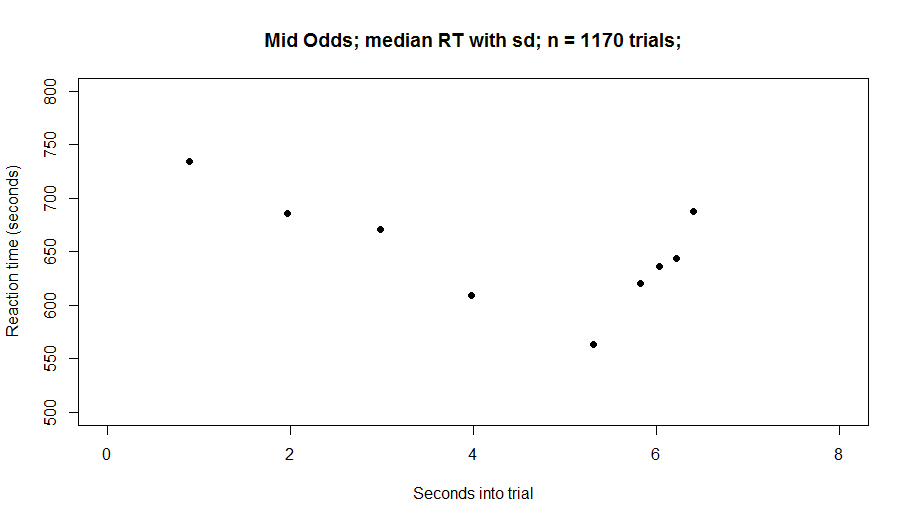 Mid Odds; median RT with sd; n = 1170 trials;
Reaction time (seconds)
800
750
700
650
600
550
500
0 2 4 6 8
Seconds into trial